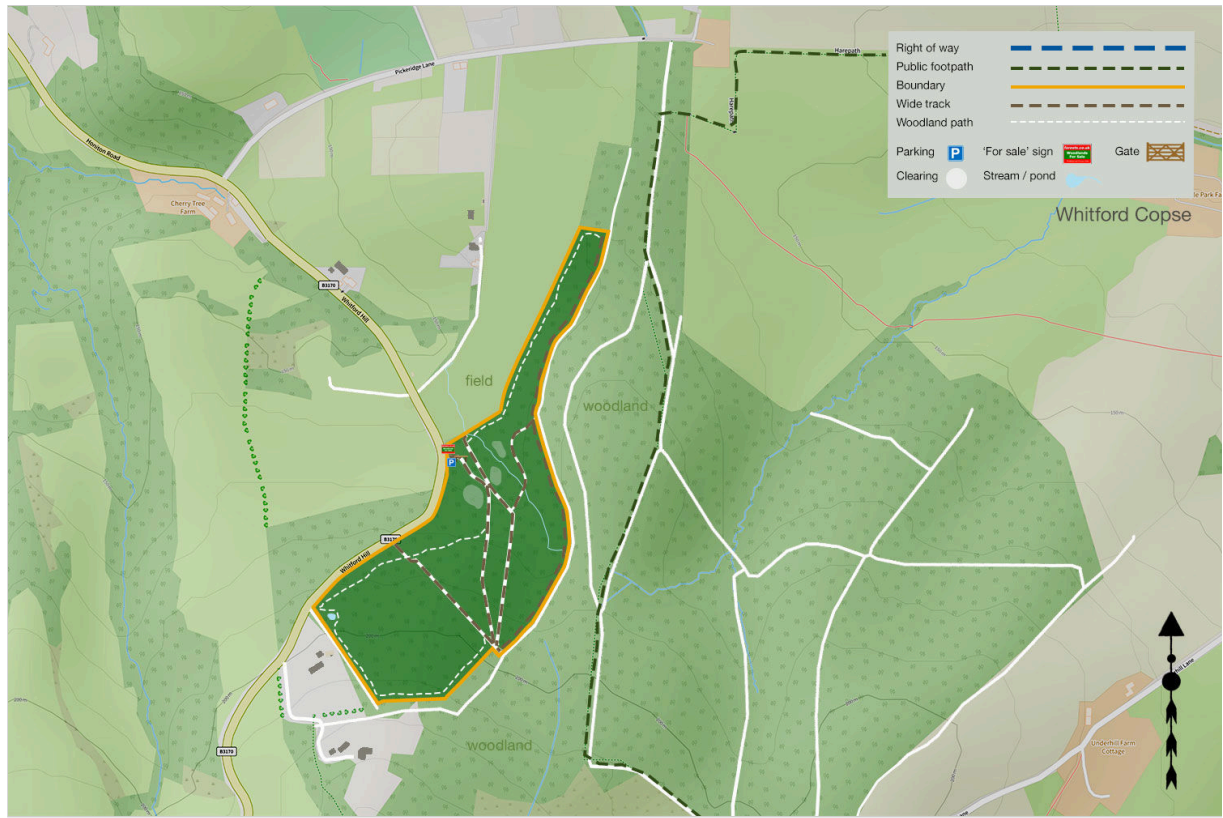 Harepath
Pickeridge Lane
Right of way
Public footpath
Boundary
Wide track
Woodland path
Parking
P
'For sale' sign
Gate
Clearing
Stream / pond
Harepath
Honiton Road
Cherry Tree
Farm
Whitford Copse
B3170
Whitford Hill
field
woodland
P
B3170
Whitford Hill
woodland
B3170
Underhill Farm
Cottage